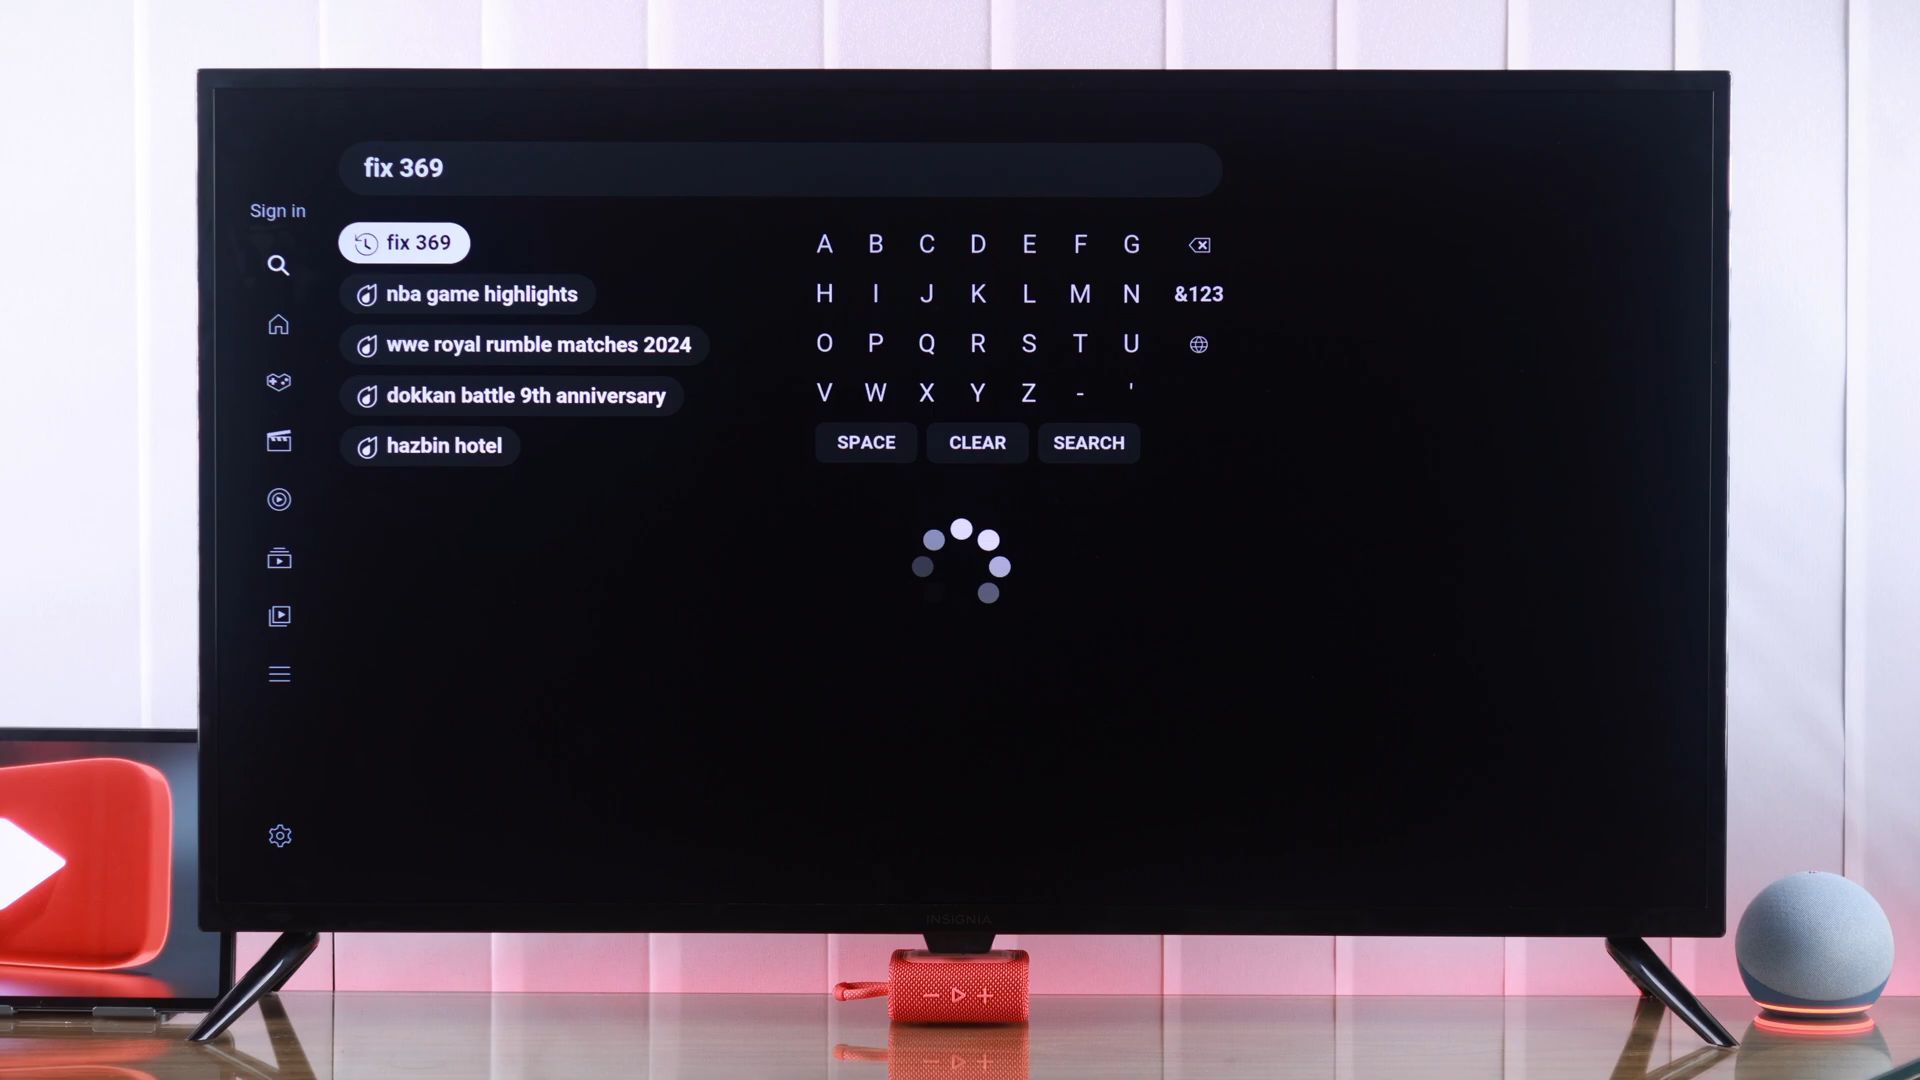 fix 369
Sign in
fix 369
nba game highlights
wwe royal rumble matches 2024
dokkan battle 9th anniversary
hazbin hotel
A B C D E F G
H I J K L M N &123
O P Q R S T U
V W X Y Z - '
SPACE CLEAR SEARCH
INSIGNIA